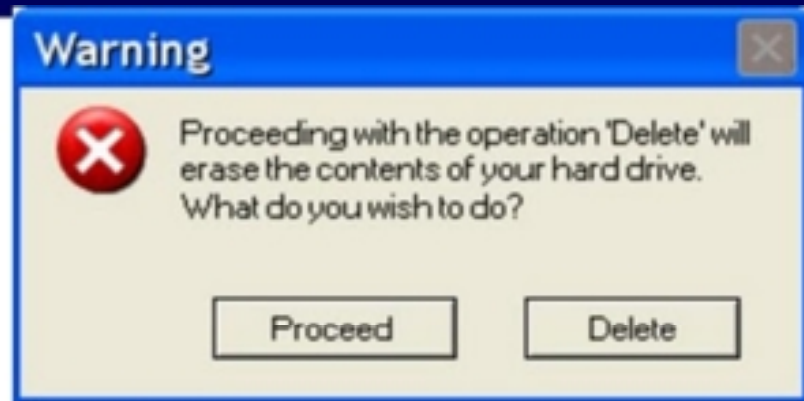 Warning
Proceeding with the operation 'Delete' will
erase the contents of your hard drive.
What do you wish to do?
Proceed
Delete